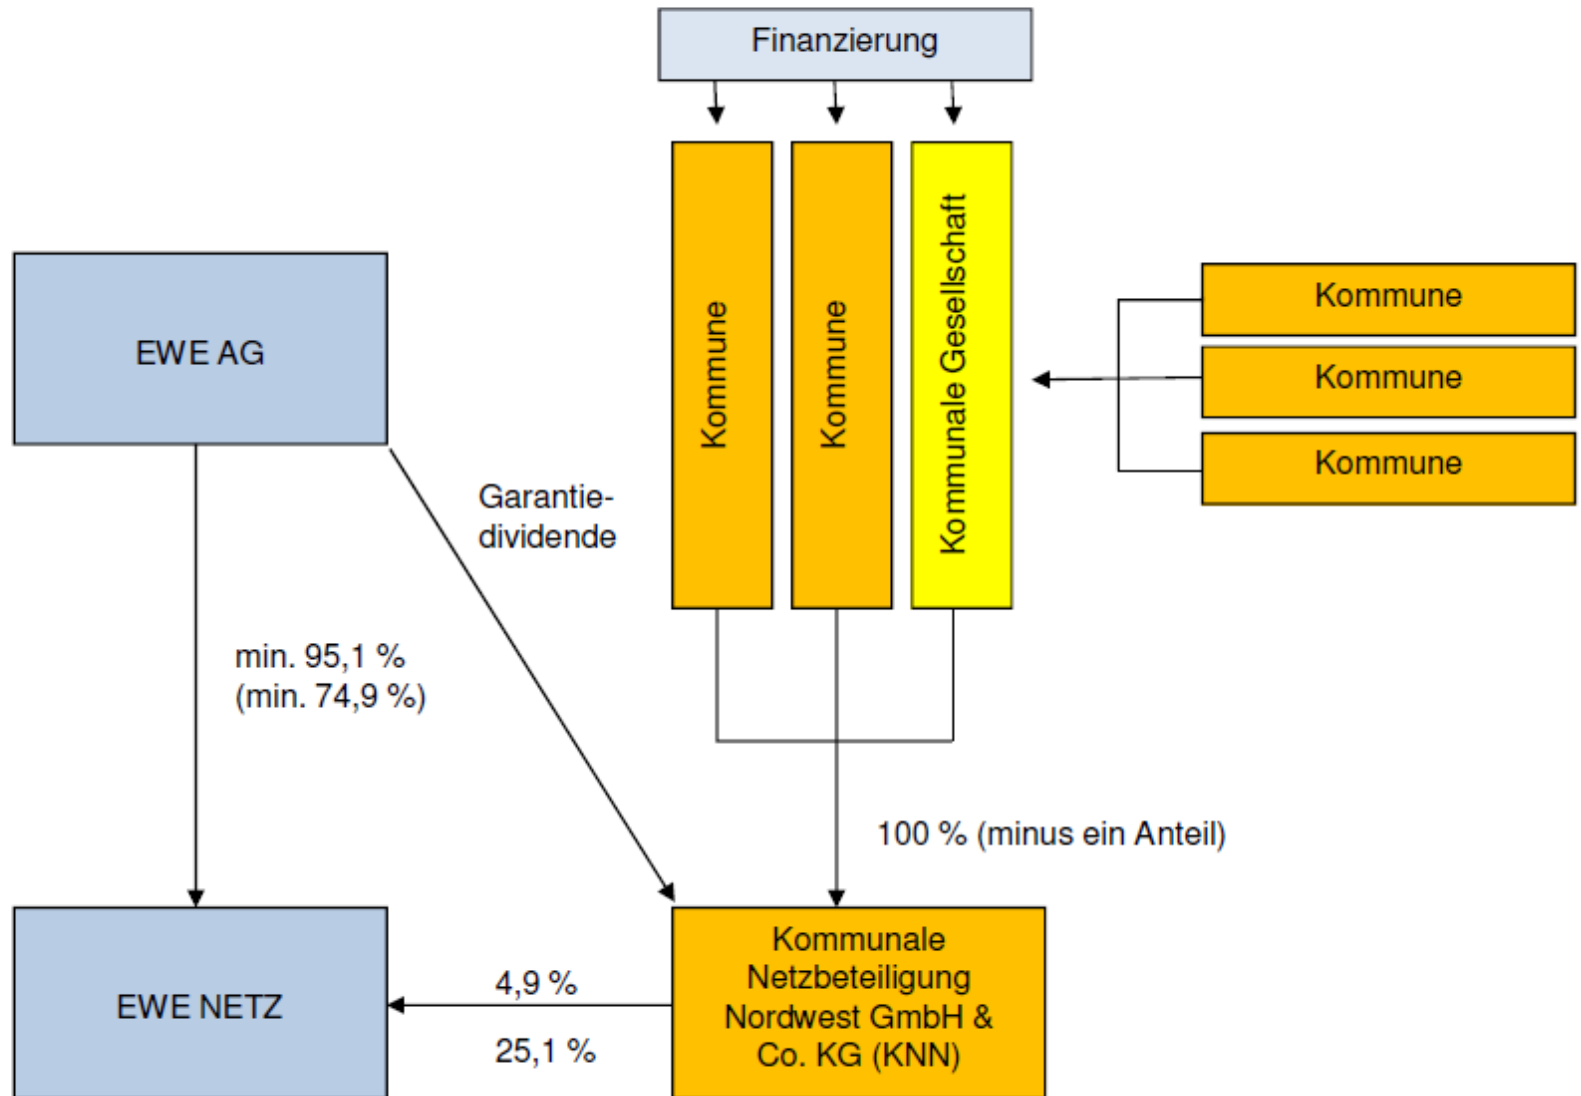 Finanzierung
Kommune
Kommune
Kommunale Gesellschaft
Kommune
Kommune
Kommune
EWE AG
Garantie-
dividende
min. 95,1 %
(min. 74,9 %)
100 % (minus ein Anteil)
EWE NETZ
4,9 %
25,1 %
Kommunale
Netzbeteiligung
Nordwest GmbH &
Co. KG (KNN)